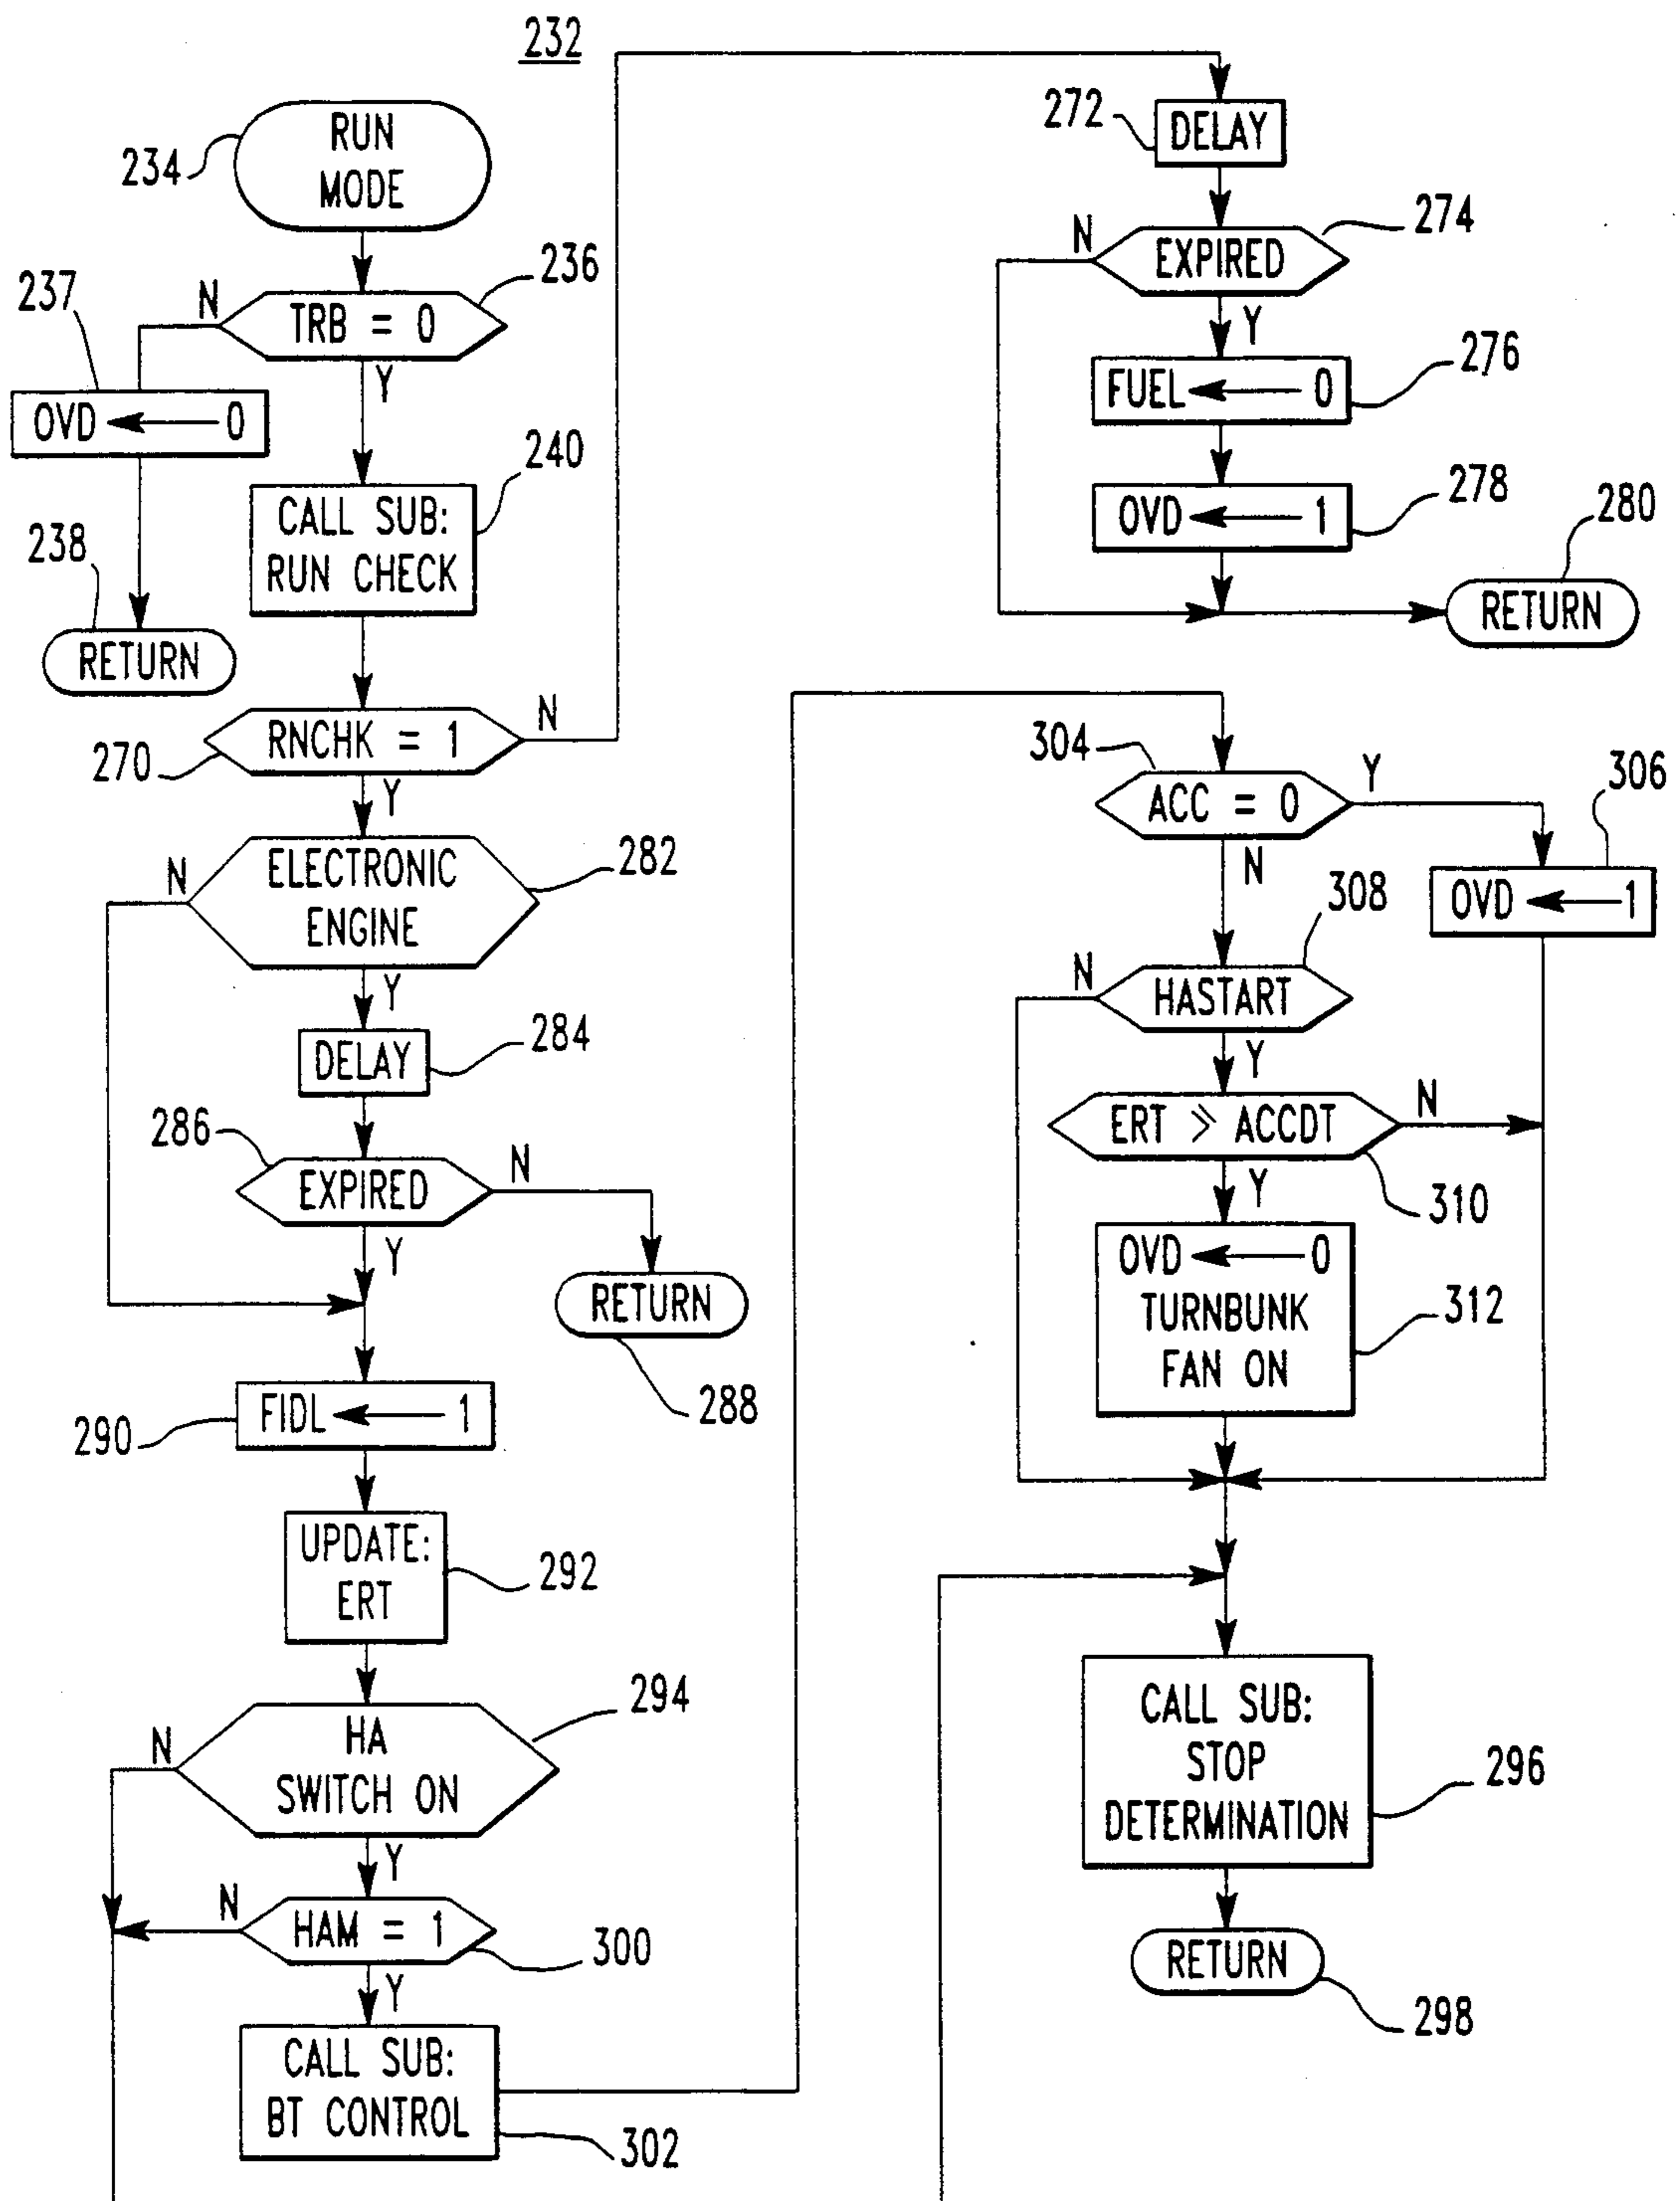 232
RUN
MODE
234
236
TRB = 0
N
Y
237
OVD ← 0
238
RETURN
240
CALL SUB:
RUN CHECK
RNCHK = 1
N
270
Y
ELECTRONIC
ENGINE
282
N
Y
DELAY
284
286
EXPIRED
N
Y
RETURN
288
FIDL ← 1
290
UPDATE:
ERT
292
294
HA
SWITCH ON
N
Y
HAM = 1
N
300
Y
CALL SUB:
BT CONTROL
302
272
DELAY
274
EXPIRED
N
Y
276
FUEL ← 0
278
OVD ← 1
280
RETURN
304
ACC = 0
Y
N
306
OVD ← 1
308
HASTART
N
Y
ERT ⩾ ACCDT
N
310
Y
OVD ← 0
TURNBUNK
FAN ON
312
CALL SUB:
STOP
DETERMINATION
296
RETURN
298